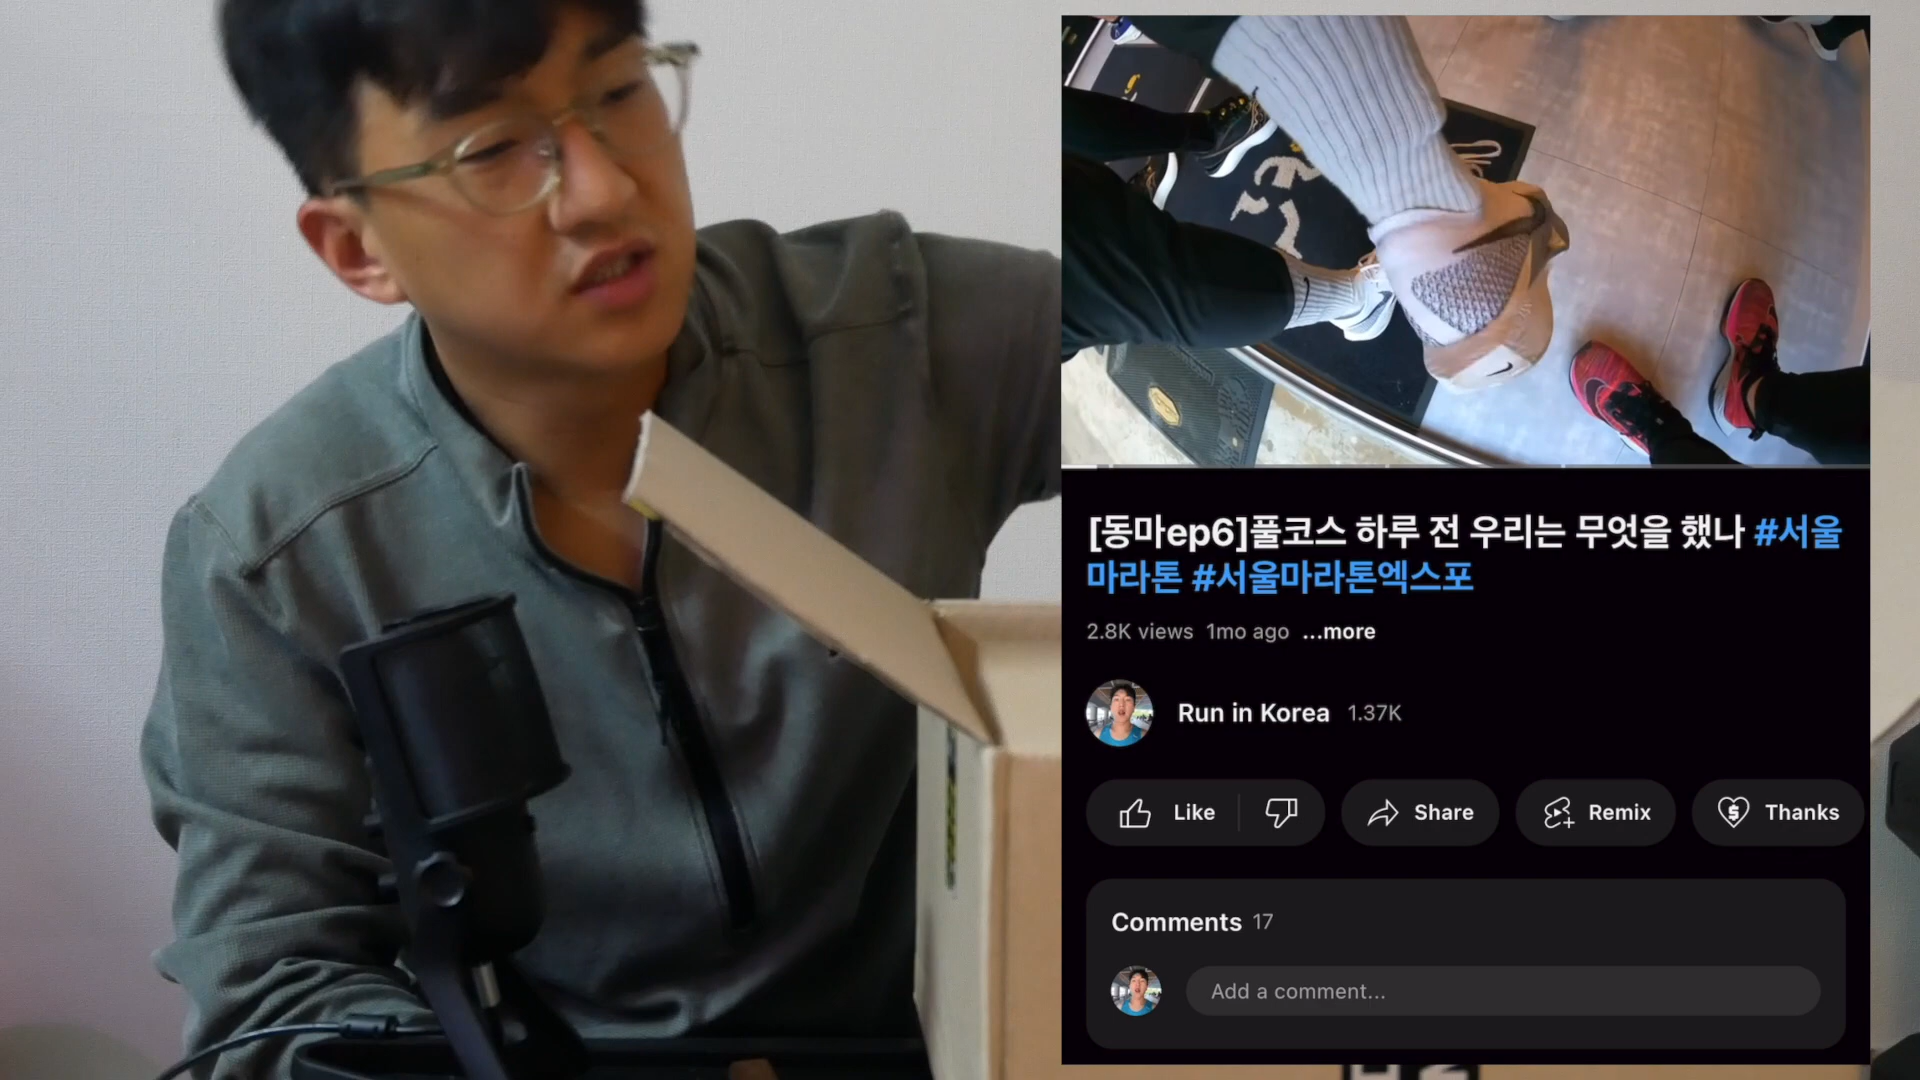 [동마ep6]풀코스 하루 전 우리는 무엇을 했나 #서울
마라톤 #서울마라톤엑스포
2.8K views 1mo ago ...more
Run in Korea 1.37K
Like Share Remix Thanks
Comments 17
Add a comment...